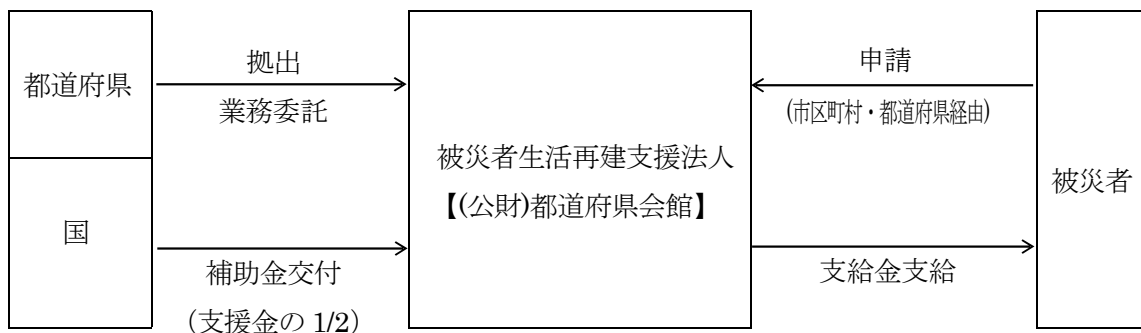 都道府県
国
拠出
業務委託
補助金交付
（支援金の 1/2）
被災者生活再建支援法人
【(公財)都道府県会館】
申請
(市区町村・都道府県経由)
支給金支給
被災者